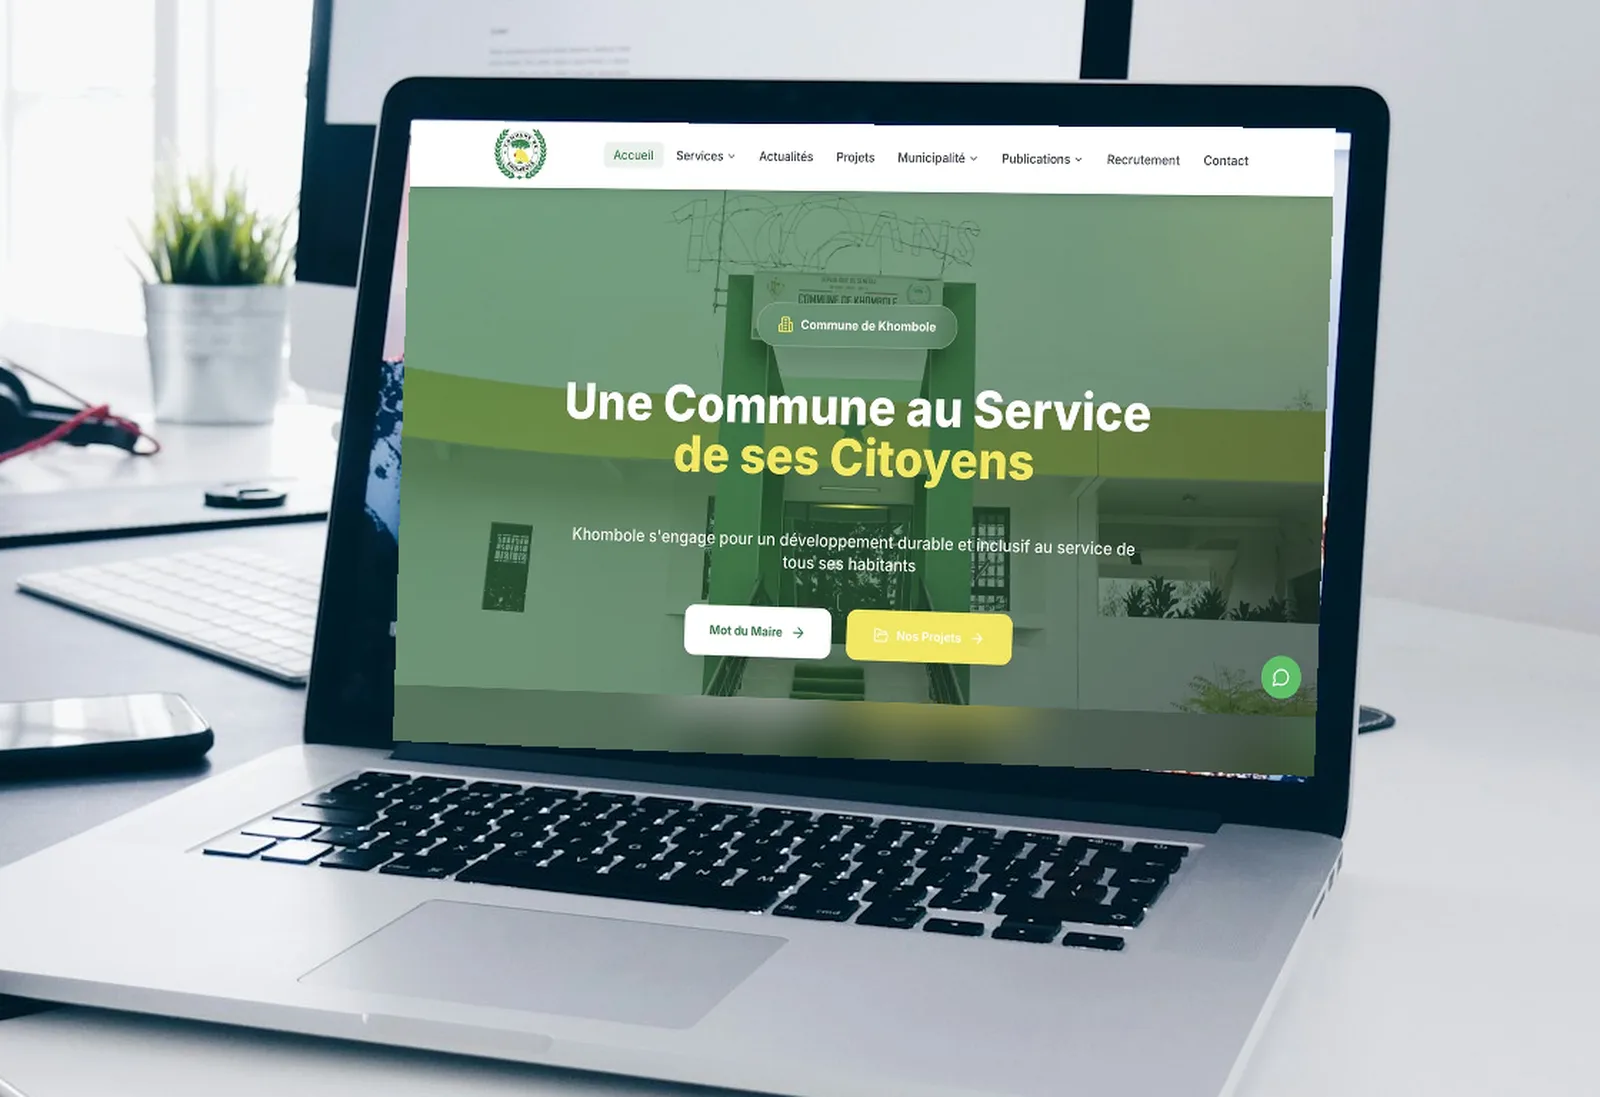 Accueil Services Actualités Projets Municipalité Publications Recrutement Contact
100 ANS
COMMUNE DE KHOMBOLE
Commune de Khombole
Une Commune au Service
de ses Citoyens
Khombole s'engage pour un développement durable et inclusif au service de
tous ses habitants
Mot du Maire
Nos Projets
cmd